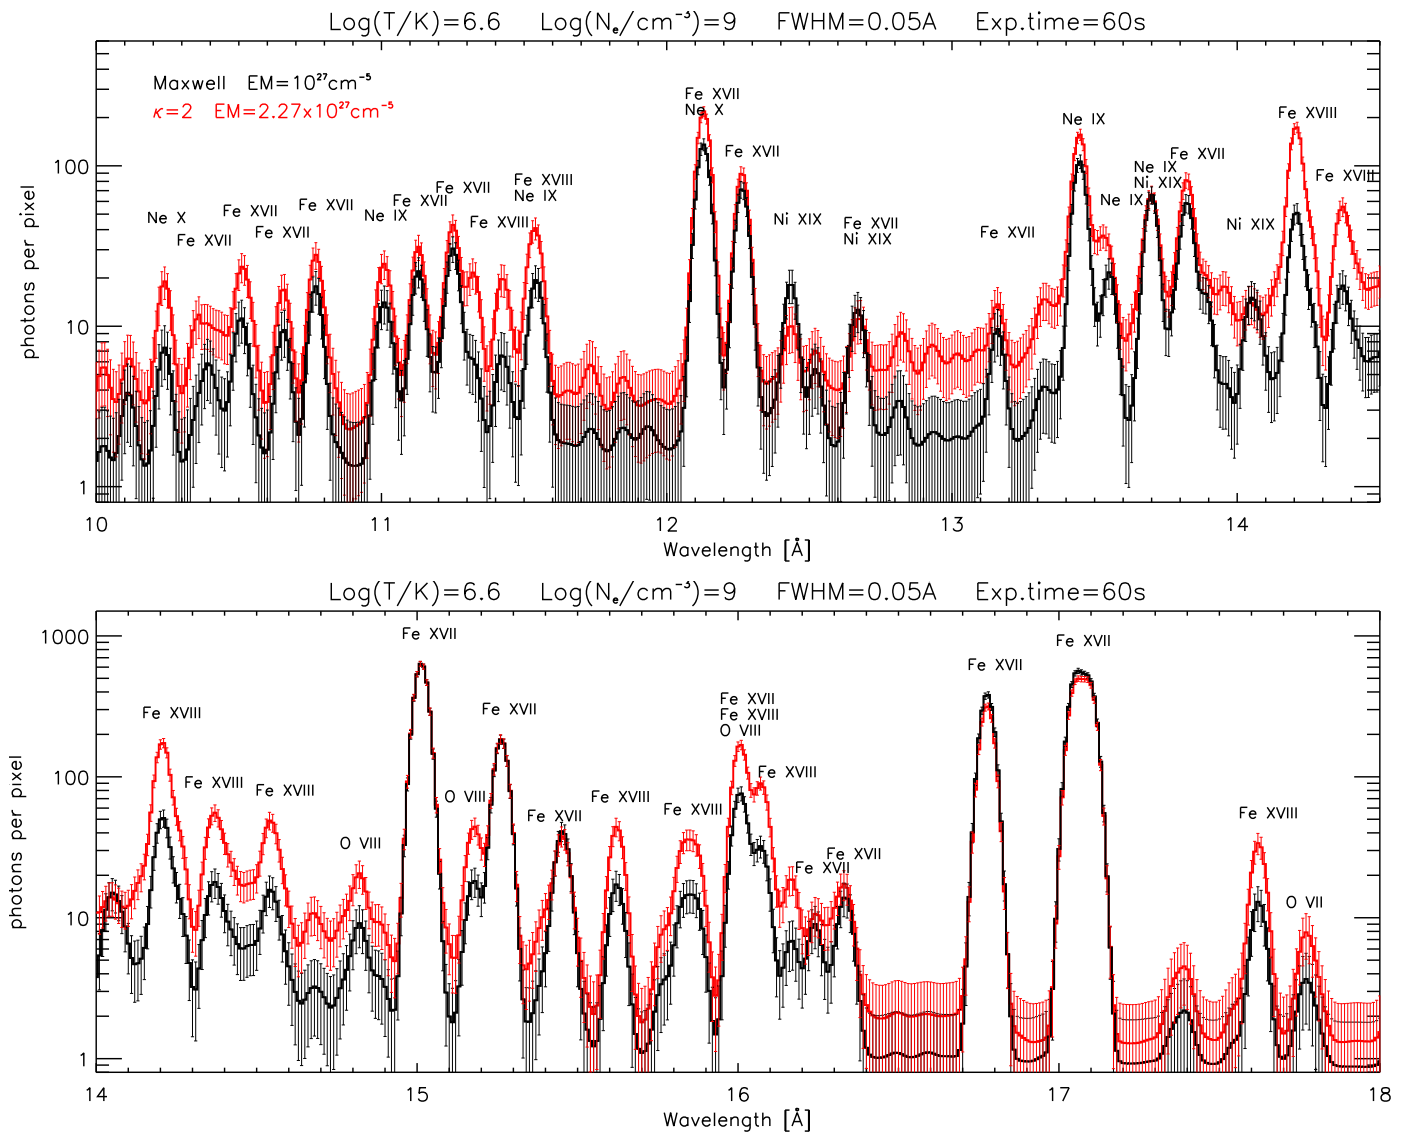 Log(T/K)=6.6 Log(Nₑ/cm⁻³)=9 FWHM=0.05A Exp.time=60s
Maxwell EM=10²⁷cm⁻⁵
κ=2 EM=2.27x10²⁷cm⁻⁵
photons per pixel
100
10
1
Ne X
Fe XVII
Fe XVII
Fe XVII
Fe XVII
Ne IX
Fe XVII
Fe XVII
Fe XVIII
Fe XVIII
Ne IX
Fe XVII
Ne X
Fe XVII
Ni XIX
Fe XVII
Ni XIX
Fe XVII
Ne IX
Ne IX
Ne IX
Ni XIX
Fe XVII
Ni XIX
Fe XVIII
Fe XVIII
10 11 12 13 14
Wavelength [Å]
Log(T/K)=6.6 Log(Nₑ/cm⁻³)=9 FWHM=0.05A Exp.time=60s
photons per pixel
1000
100
10
1
Fe XVIII
Fe XVIII
Fe XVIII
O VIII
Fe XVII
O VIII
Fe XVII
Fe XVII
Fe XVIII
Fe XVIII
Fe XVII
Fe XVIII
O VIII
Fe XVIII
Fe XVII
Fe XVII
Fe XVII
Fe XVII
Fe XVIII
O VII
14 15 16 17 18
Wavelength [Å]